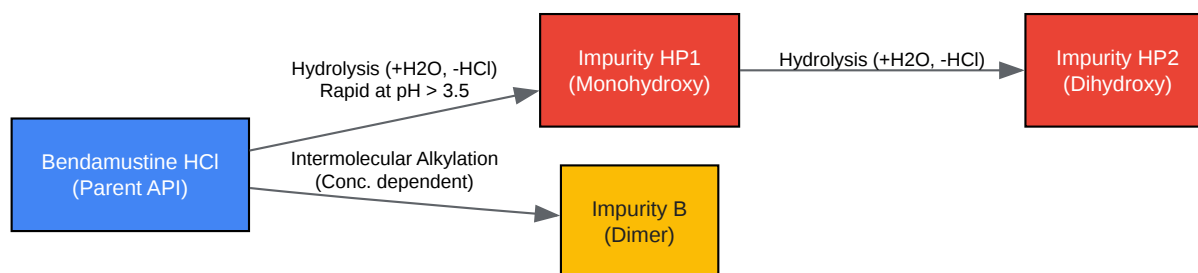 Bendamustine HCl
(Parent API)
Hydrolysis (+H2O, -HCl)
Rapid at pH > 3.5
Impurity HP1
(Monohydroxy)
Hydrolysis (+H2O, -HCl)
Impurity HP2
(Dihydroxy)
Intermolecular Alkylation
(Conc. dependent)
Impurity B
(Dimer)